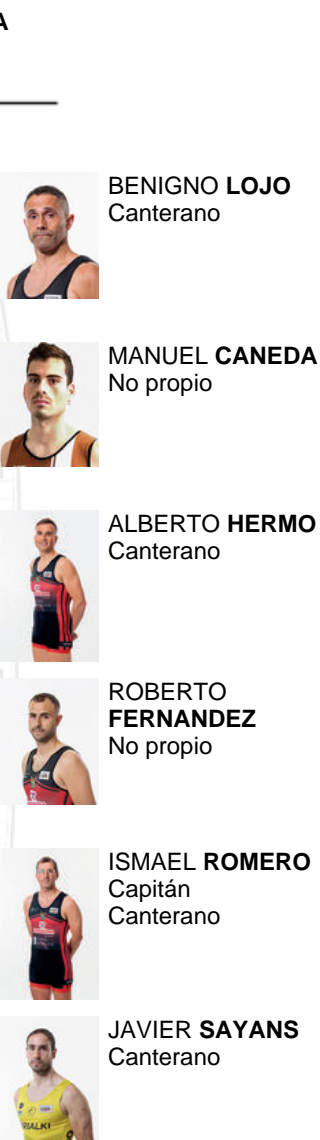 A
BENIGNO LOJO
Canterano
MANUEL CANEDA
No propio
ALBERTO HERMO
Canterano
ROBERTO
FERNANDEZ
No propio
ISMAEL ROMERO
Capitán
Canterano
JAVIER SAYANS
Canterano